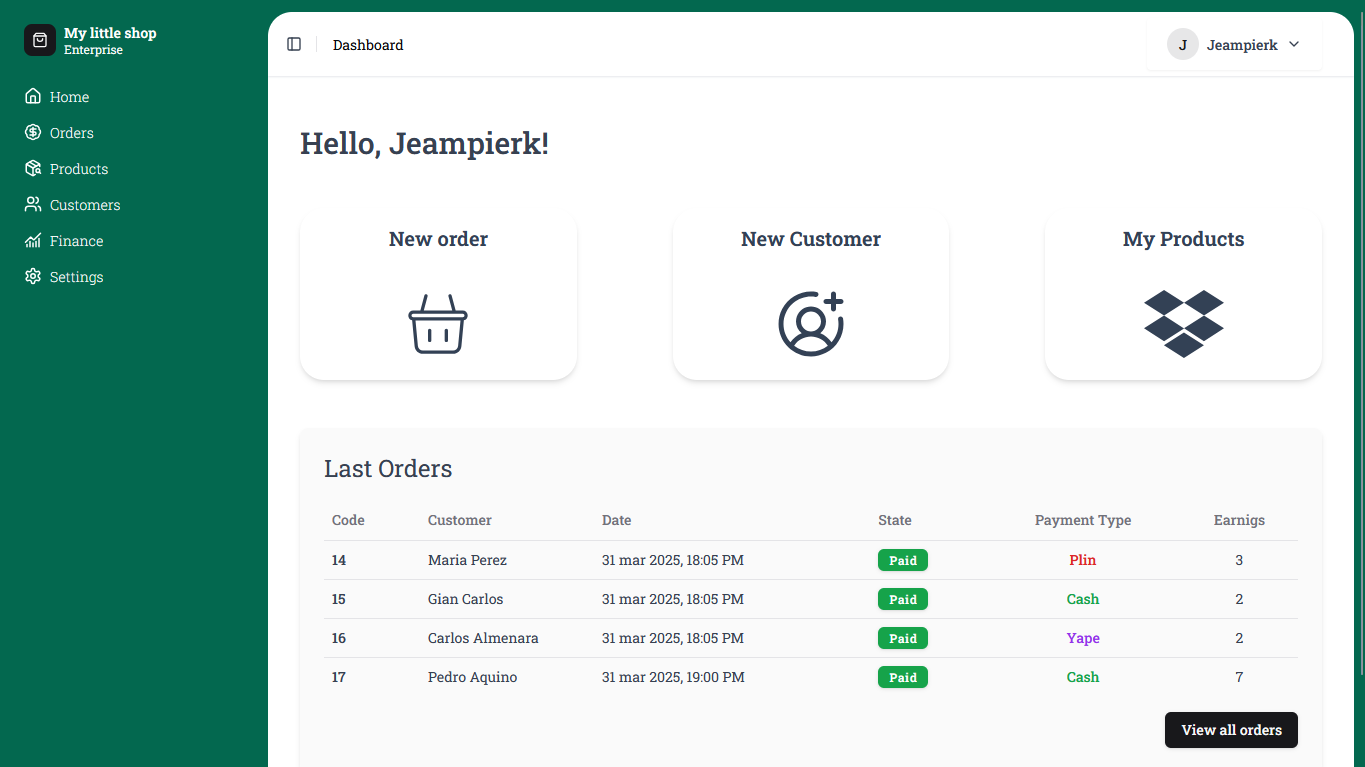 My little shop
Enterprise
Home
Orders
Products
Customers
Finance
Settings
Dashboard
J Jeampierk
Hello, Jeampierk!
New order New Customer My Products
Last Orders
Code Customer Date State Payment Type Earnigs
14 Maria Perez 31 mar 2025, 18:05 PM Paid Plin 3
15 Gian Carlos 31 mar 2025, 18:05 PM Paid Cash 2
16 Carlos Almenara 31 mar 2025, 18:05 PM Paid Yape 2
17 Pedro Aquino 31 mar 2025, 19:00 PM Paid Cash 7
View all orders